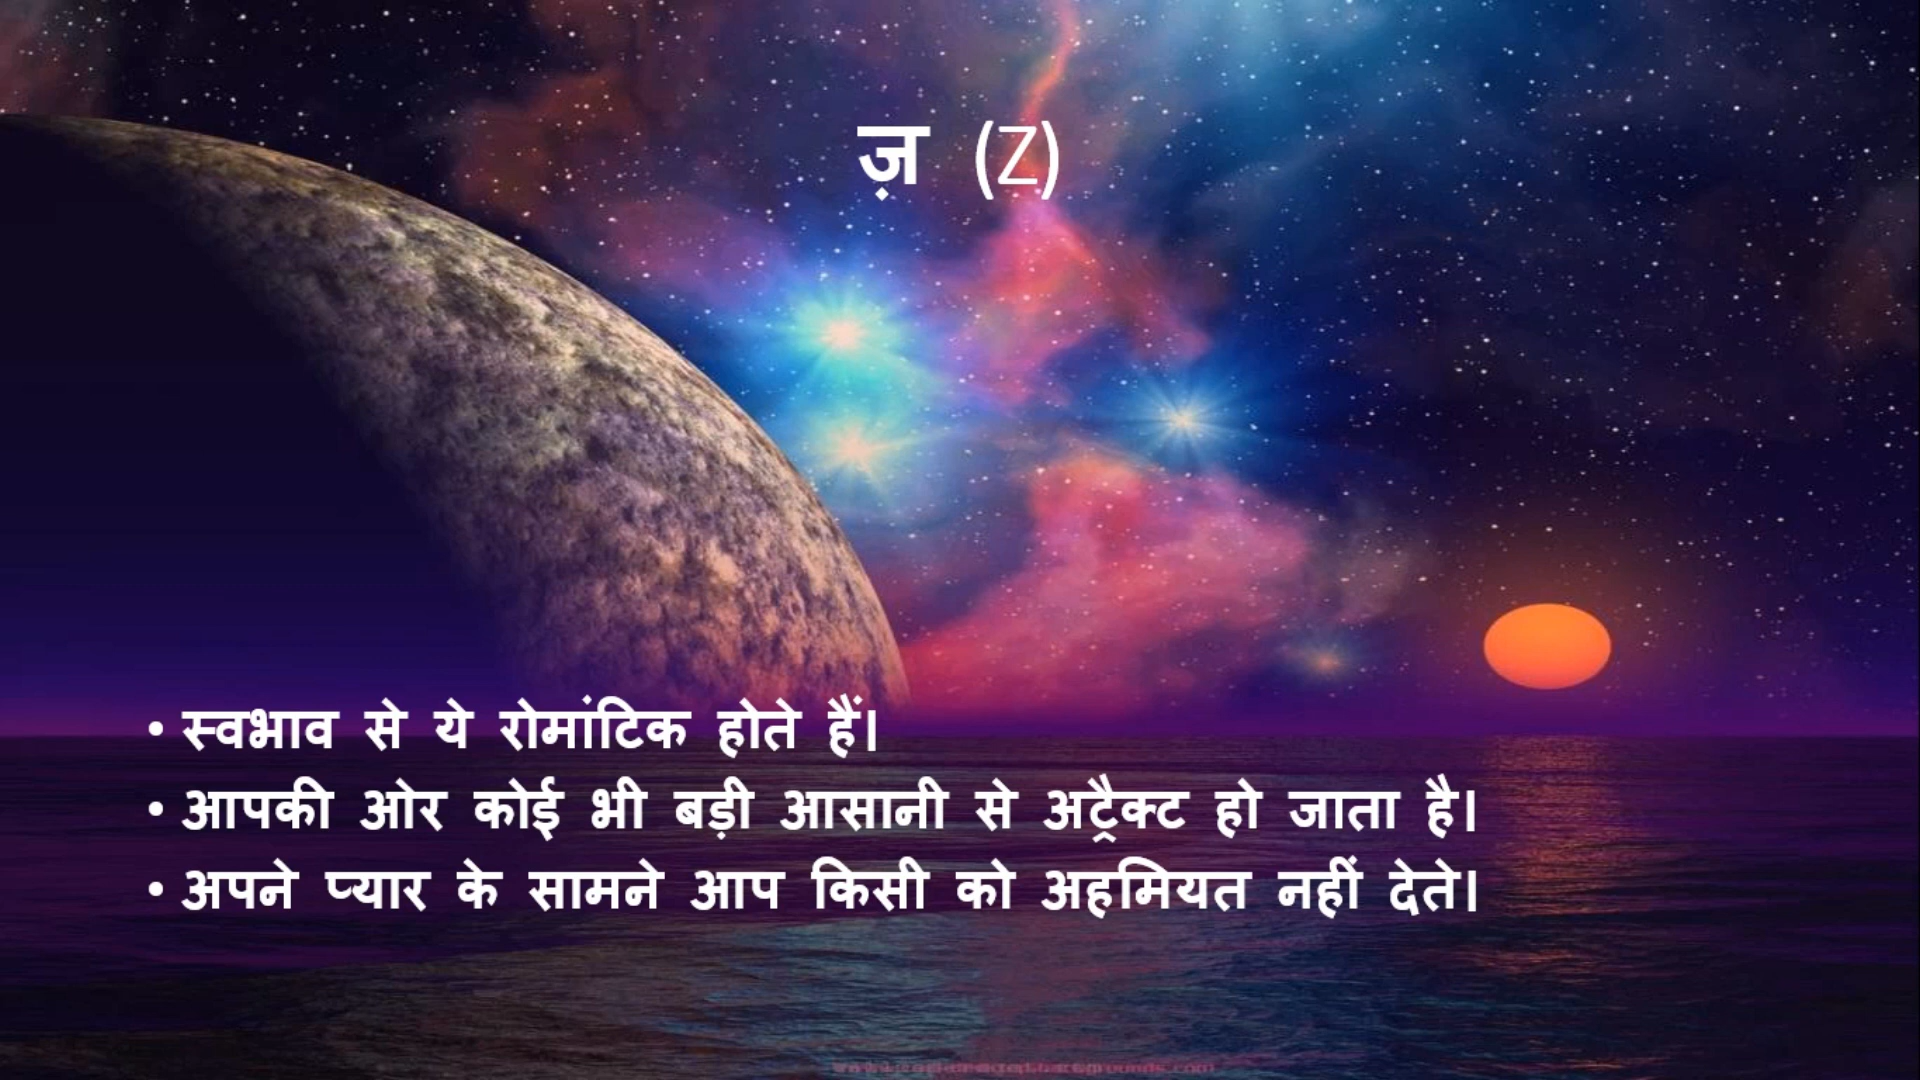 ज़ (Z)
• स्वभाव से ये रोमांटिक होते हैं।
• आपकी ओर कोई भी बड़ी आसानी से अट्रैक्ट हो जाता है।
• अपने प्यार के सामने आप किसी को अहमियत नहीं देते।